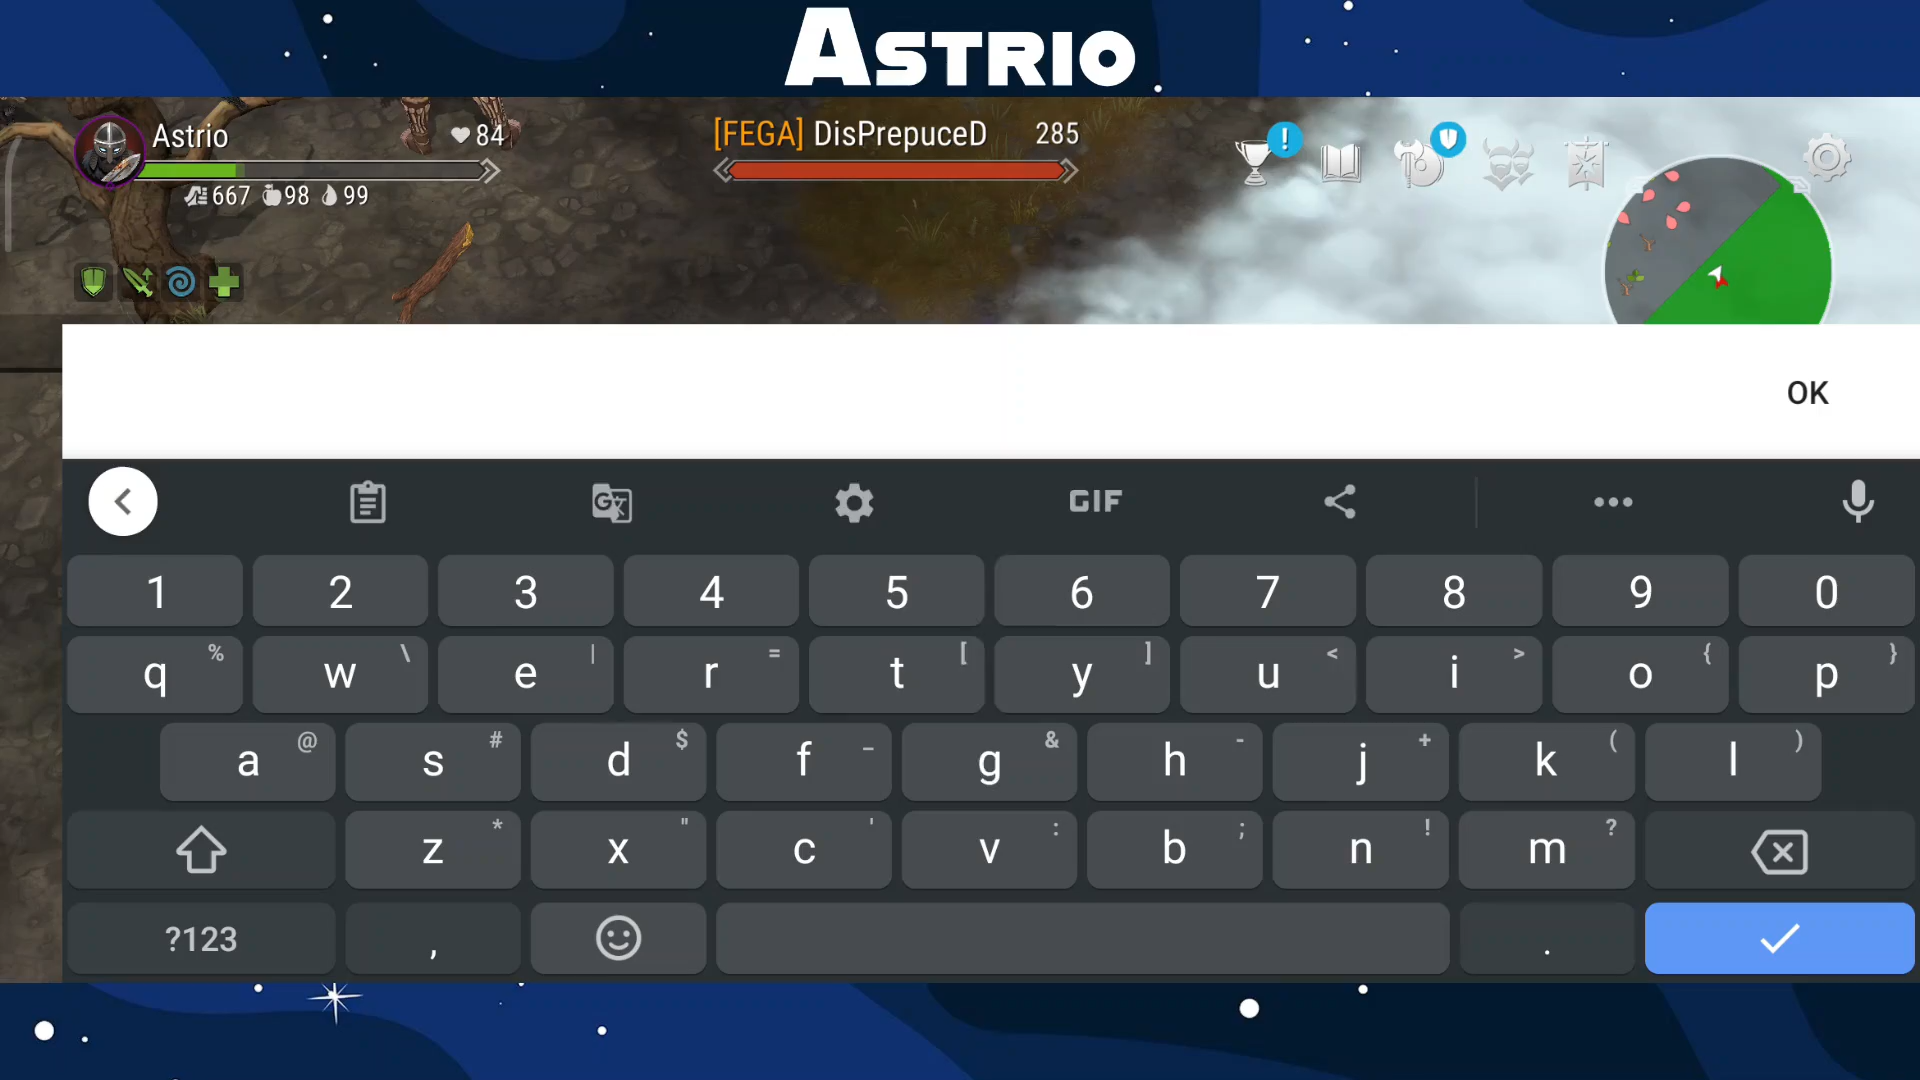 Astrio
Astrio 84
[FEGA] DisPrepuceD 285
!
667 98 99
OK
GIF
1 2 3 4 5 6 7 8 9 0
q % w \ e | r = t [ y ] u < i > o { p }
a @ s # d $ f _ g & h - j + k ( l )
z * x " c ' v : b ; n ! m ?
?123 , .